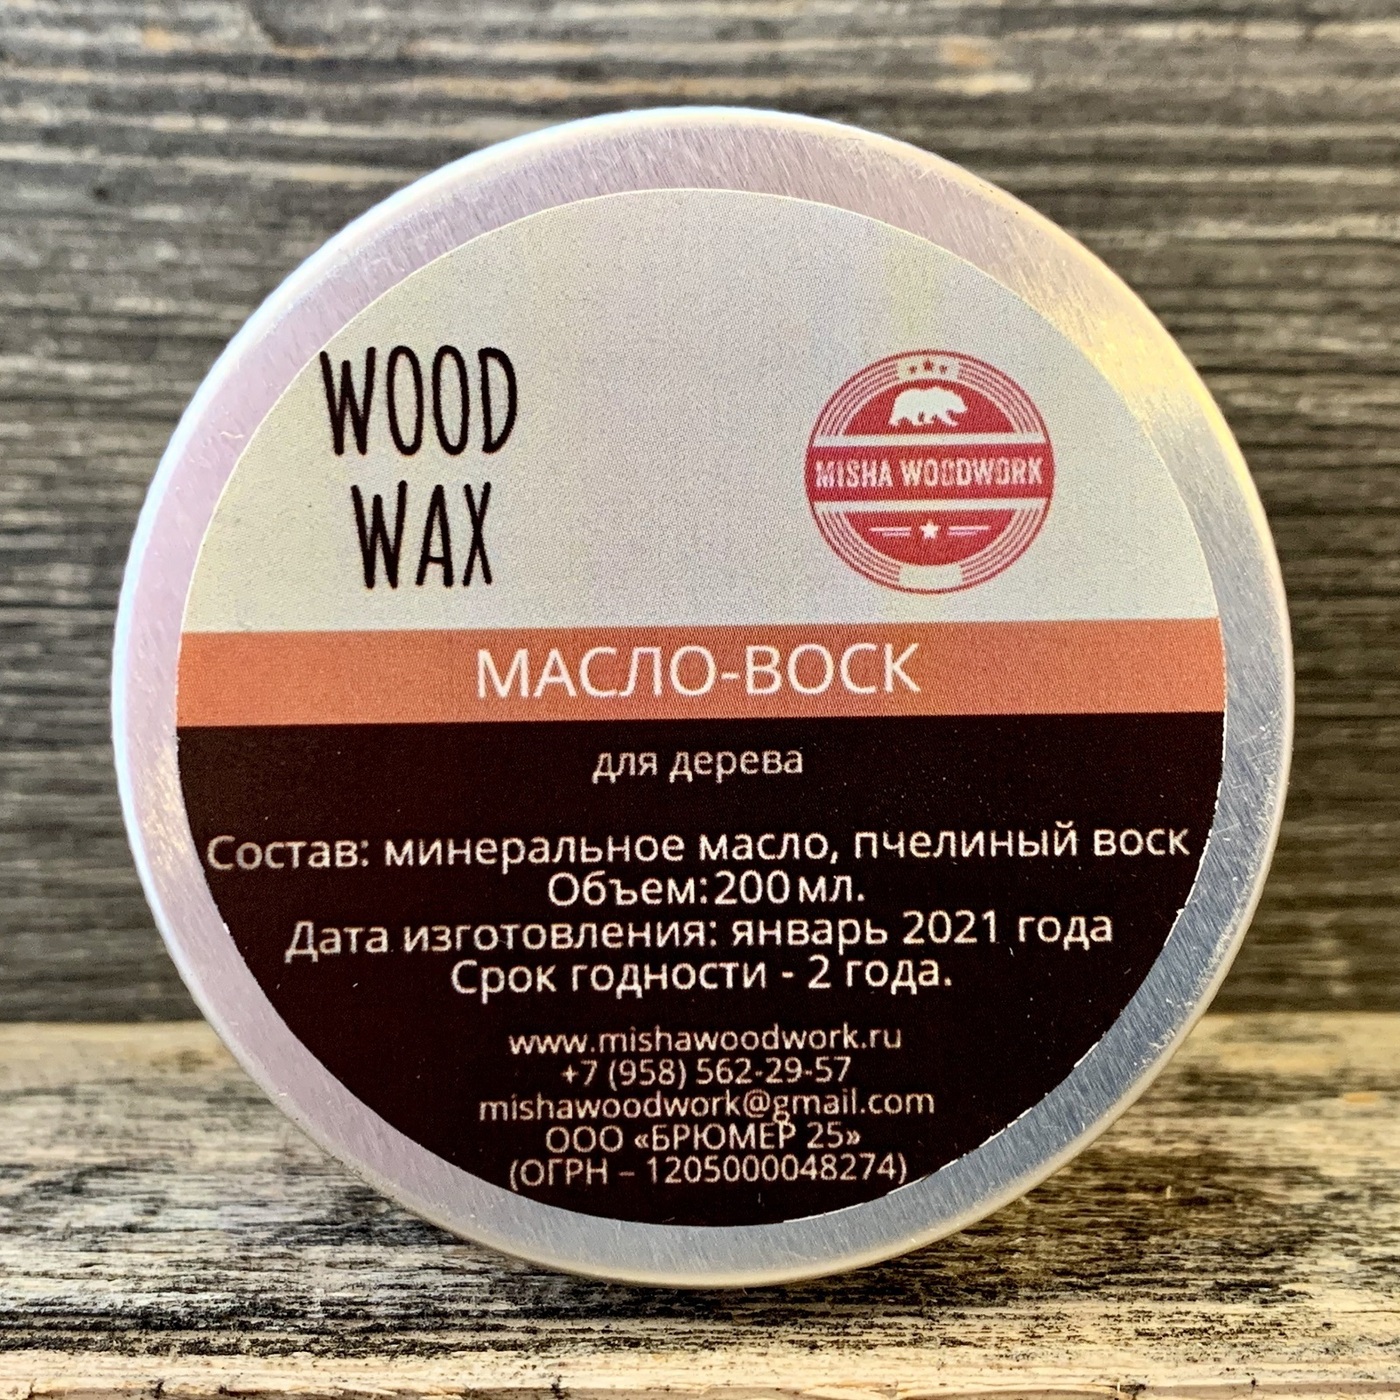 WOOD
WAX
MISHA WOODWORK
МАСЛО-ВОСК
для дерева
Состав: минеральное масло, пчелиный воск
Объем:200 мл.
Дата изготовления: январь 2021 года
Срок годности - 2 года.
www.mishawoodwork.ru
+7 (958) 562-29-57
mishawoodwork@gmail.com
ООО «БРЮМЕР 25»
(ОГРН – 1205000048274)